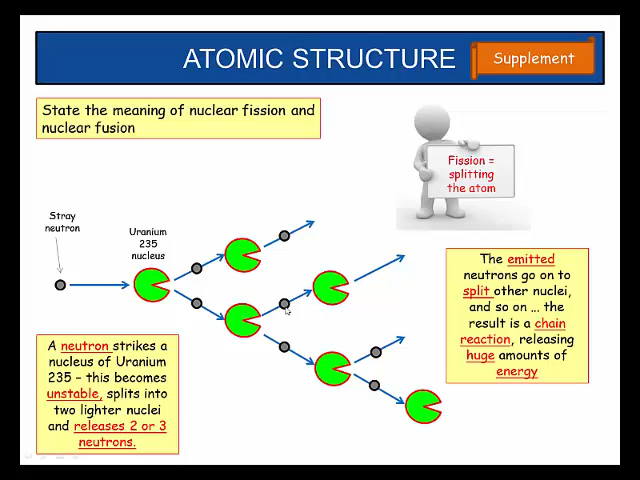 ATOMIC STRUCTURE
Supplement
State the meaning of nuclear fission and
nuclear fusion
Fission =
splitting
the atom
Stray
neutron
Uranium
235
nucleus
The emitted
neutrons go on to
split other nuclei,
and so on … the
result is a chain
reaction, releasing
huge amounts of
energy
A neutron strikes a
nucleus of Uranium
235 – this becomes
unstable, splits into
two lighter nuclei
and releases 2 or 3
neutrons.